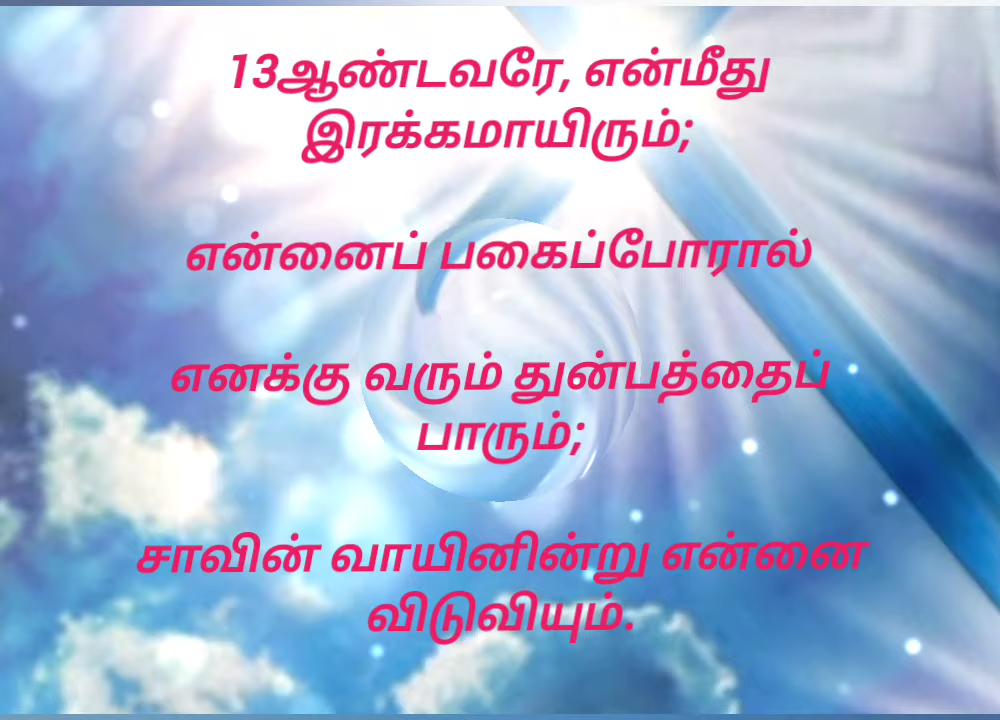 13ஆண்டவரே, என்மீது
இரக்கமாயிரும்;
என்னைப் பகைப்போரால்
எனக்கு வரும் துன்பத்தைப்
பாரும்;
சாவின் வாயினின்று என்னை
விடுவியும்.